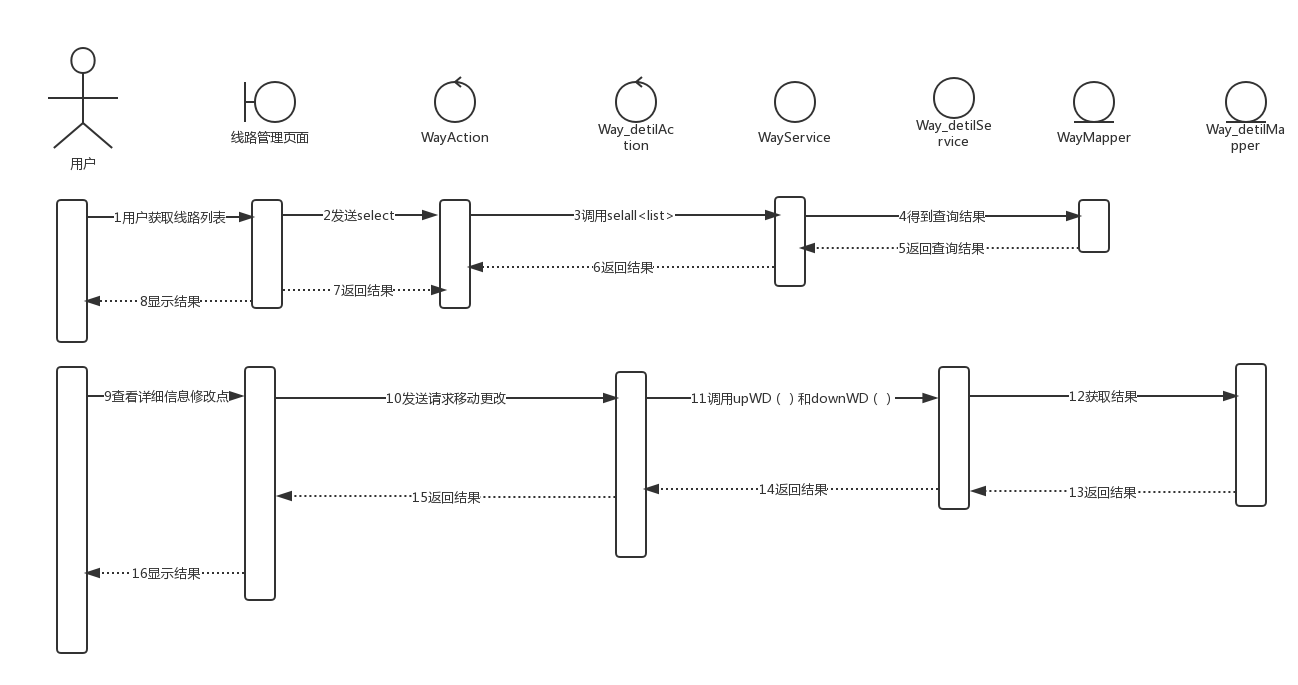 用户
线路管理页面
WayAction
Way_detilAc
tion
WayService
Way_detilSe
rvice
WayMapper
Way_detilMa
pper
1用户获取线路列表
2发送select
3调用selall<list>
4得到查询结果
5返回查询结果
6返回结果
7返回结果
8显示结果
9查看详细信息修改点
10发送请求移动更改
11调用upWD（ ）和downWD（ ）
12获取结果
13返回结果
14返回结果
15返回结果
16显示结果